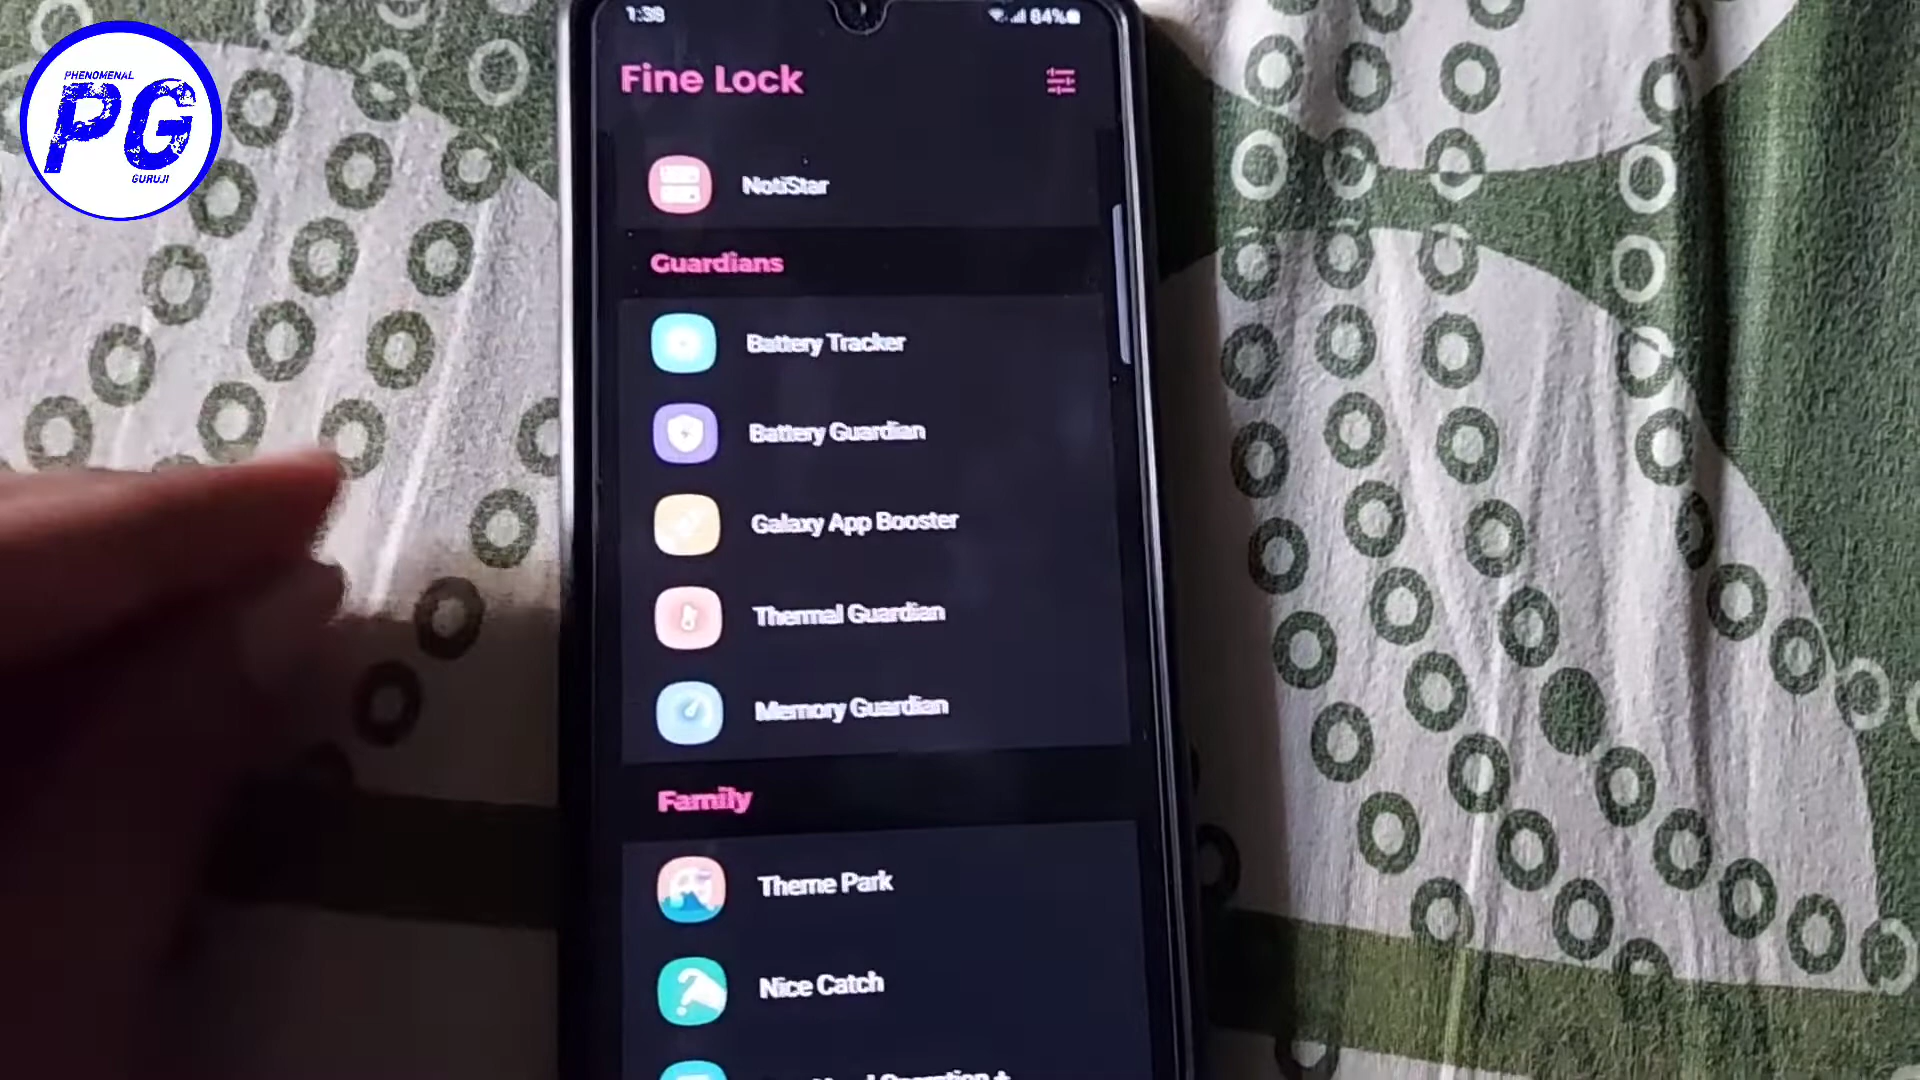 PHENOMENAL
PG
GURUJI
1:38
84%
Fine Lock
NotiStar
Guardians
Battery Tracker
Battery Guardian
Galaxy App Booster
Thermal Guardian
Memory Guardian
Family
Theme Park
Nice Catch
Operation +